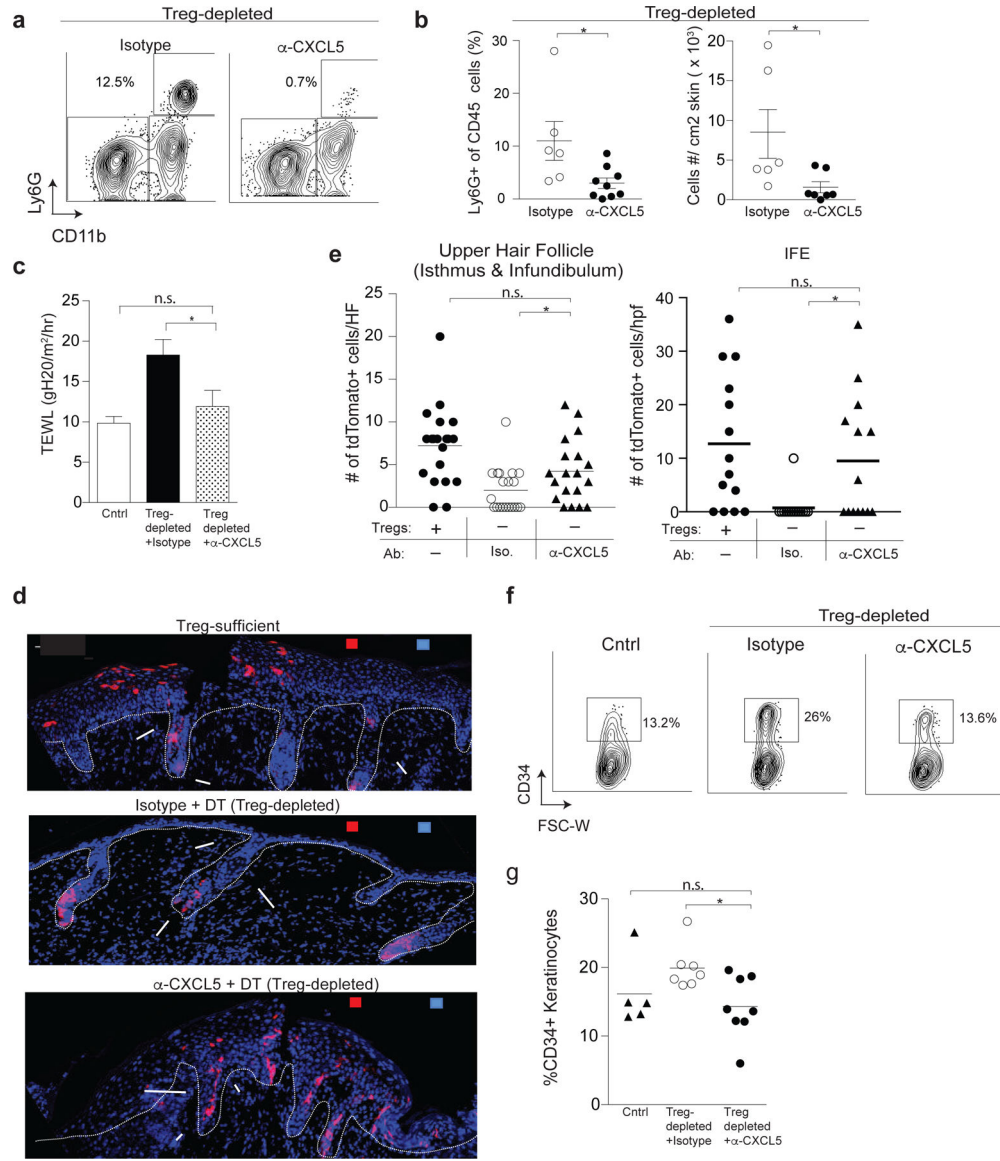 a
Treg-depleted
Isotype
α-CXCL5
12.5%
0.7%
Ly6G
CD11b
b
Treg-depleted
*
*
Ly6G+ of CD45 cells (%)
30
20
10
0
Isotype
α-CXCL5
Cells #/ cm2 skin ( x 10³)
20
15
10
5
0
Isotype
α-CXCL5
c
n.s.
*
TEWL (gH20/m²/hr)
25
20
15
10
5
0
Cntrl
Treg-
depleted
+Isotype
Treg
depleted
+α-CXCL5
e
Upper Hair Follicle
(Isthmus & Infundibulum)
n.s.
*
# of tdTomato+ cells/HF
25
20
15
10
5
0
Tregs:
+
−
−
Ab:
−
Iso.
α-CXCL5
IFE
n.s.
*
# of tdTomato+ cells/hpf
40
30
20
10
0
Tregs:
+
−
−
Ab:
−
Iso.
α-CXCL5
d
Treg-sufficient
Isotype + DT (Treg-depleted)
α-CXCL5 + DT (Treg-depleted)
f
Treg-depleted
Cntrl
Isotype
α-CXCL5
13.2%
26%
13.6%
CD34
FSC-W
g
n.s.
*
%CD34+ Keratinocytes
30
20
10
0
Cntrl
Treg-
depleted
+Isotype
Treg
depleted
+α-CXCL5